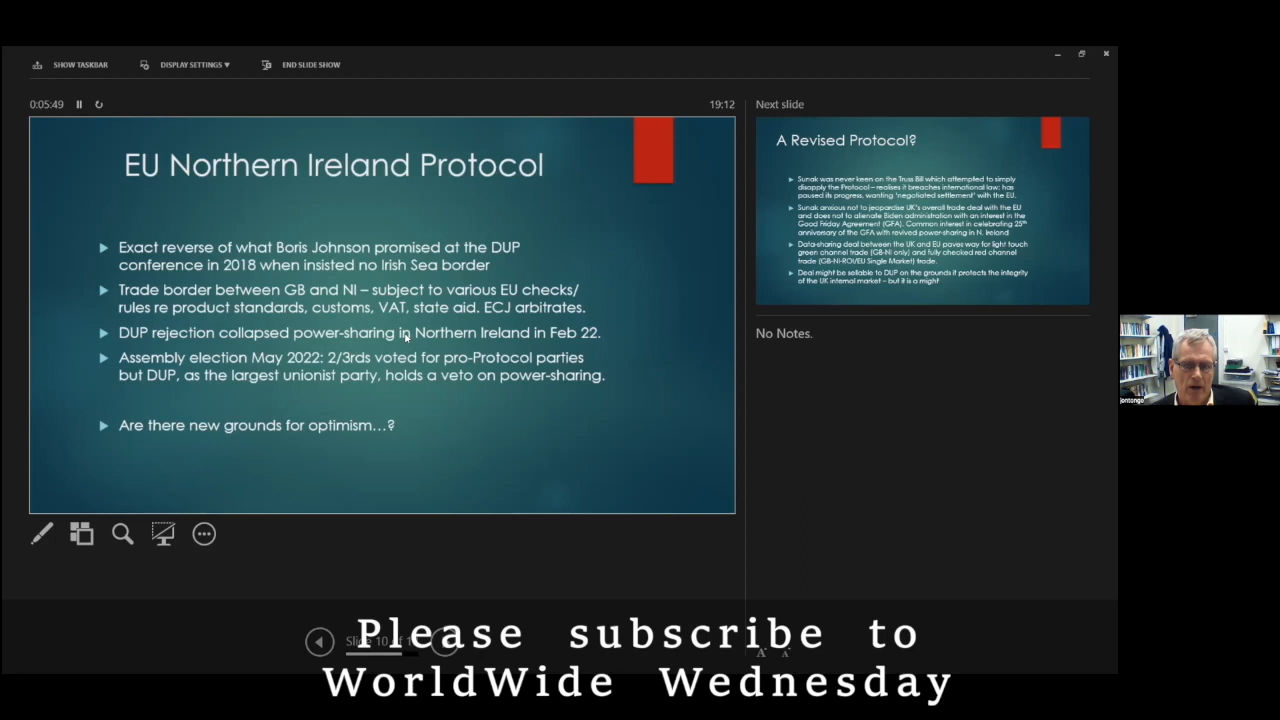 SHOW TASKBAR
DISPLAY SETTINGS ▼
END SLIDE SHOW
0:05:49
19:12
EU Northern Ireland Protocol
Exact reverse of what Boris Johnson promised at the DUP
conference in 2018 when insisted no Irish Sea border
Trade border between GB and NI – subject to various EU checks/
rules re product standards, customs, VAT, state aid. ECJ arbitrates.
DUP rejection collapsed power-sharing in Northern Ireland in Feb 22.
Assembly election May 2022: 2/3rds voted for pro-Protocol parties
but DUP, as the largest unionist party, holds a veto on power-sharing.
Are there new grounds for optimism...?
Next slide
A Revised Protocol?
Sunak was never keen on the Truss Bill which attempted to simply
disapply the Protocol – realises it breaches international law; has
paused its progress, wanting 'negotiated settlement' with the EU.
Sunak anxious not to jeopardise UK's overall trade deal with the EU
and does not to alienate Biden administration with an interest in the
Good Friday Agreement (GFA). Common interest in celebrating 25th
anniversary of the GFA with revived power-sharing in N. Ireland
Data-sharing deal between the UK and EU paves way for light touch
green channel trade (GB-NI only) and fully checked red channel
trade (GB-NI-ROI/EU Single Market) trade.
Deal might be sellable to DUP on the grounds it protects the integrity
of the UK internal market – but it is a might
No Notes.
jontongo
Slide 10 of
Please subscribe to
WorldWide Wednesday
A A